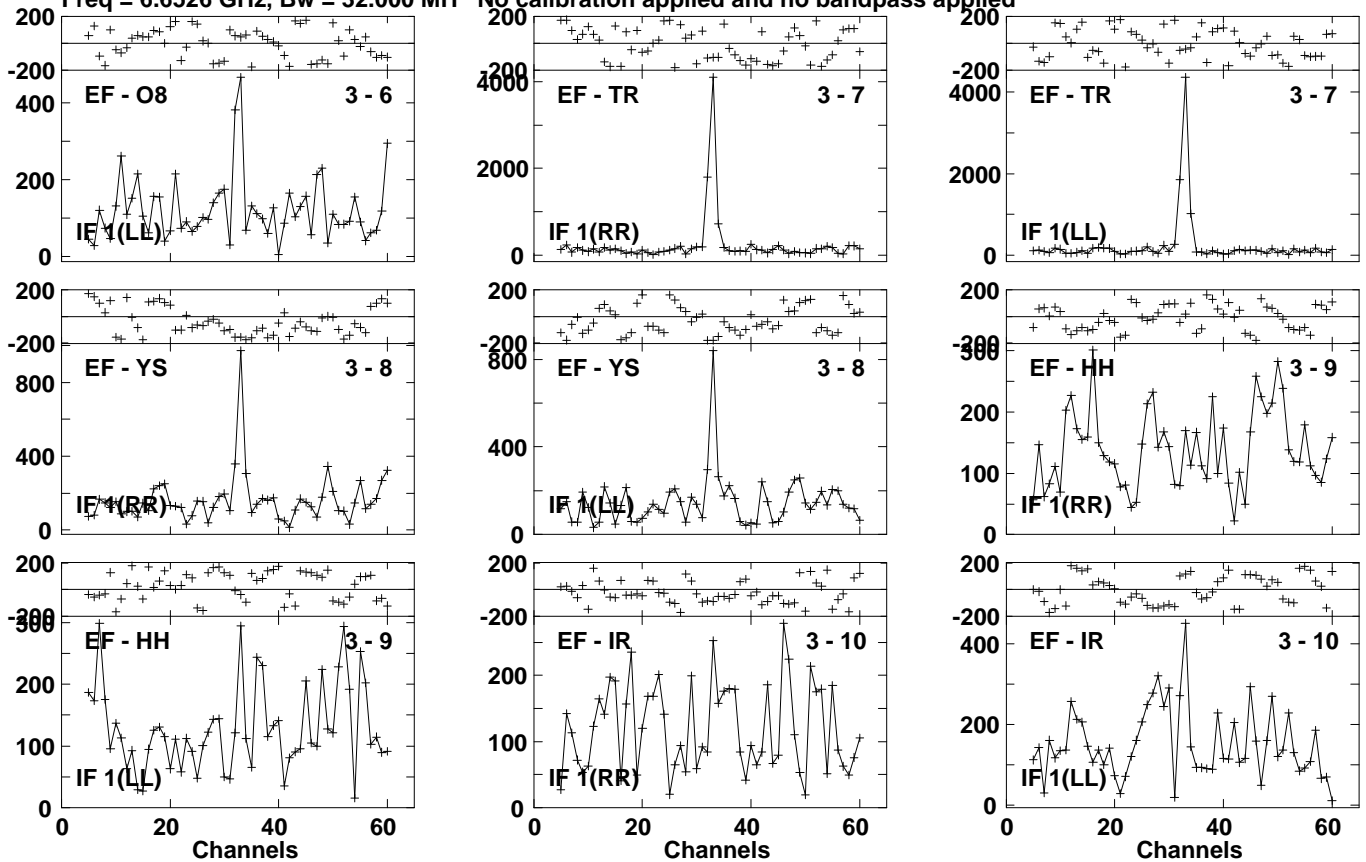 Freq = 6.6526 GHz, Bw = 32.000 MH No calibration applied and no bandpass applied
200
-200
EF - O8 3 - 6
400
200
0
IF 1(LL)
200
-200
4000
EF - TR 3 - 7
2000
0
IF 1(RR)
200
-200
4000
EF - TR 3 - 7
2000
0
IF 1(LL)
200
-200
EF - YS 3 - 8
800
400
0
IF 1(RR)
200
-200
800
EF - YS 3 - 8
400
0
IF 1(LL)
200
-200
300
EF - HH 3 - 9
200
100
0
IF 1(RR)
200
-200
300
EF - HH 3 - 9
200
100
0
IF 1(LL)
0 20 40 60
Channels
200
-200
EF - IR 3 - 10
200
100
0
IF 1(RR)
0 20 40 60
Channels
200
-200
EF - IR 3 - 10
400
200
0
IF 1(LL)
0 20 40 60
Channels